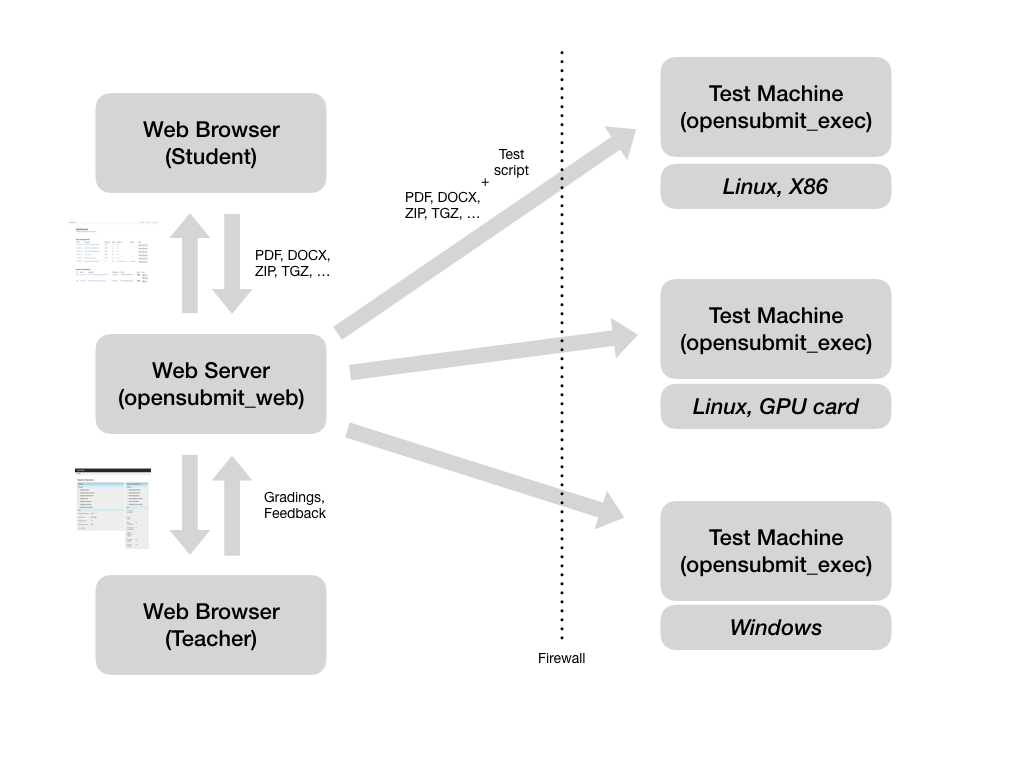 Web Browser
(Student)
PDF, DOCX,
ZIP, TGZ, …
Web Server
(opensubmit_web)
Gradings,
Feedback
Web Browser
(Teacher)
Test
script
+
PDF, DOCX,
ZIP, TGZ, …
Firewall
Test Machine
(opensubmit_exec)
Linux, X86
Test Machine
(opensubmit_exec)
Linux, GPU card
Test Machine
(opensubmit_exec)
Windows